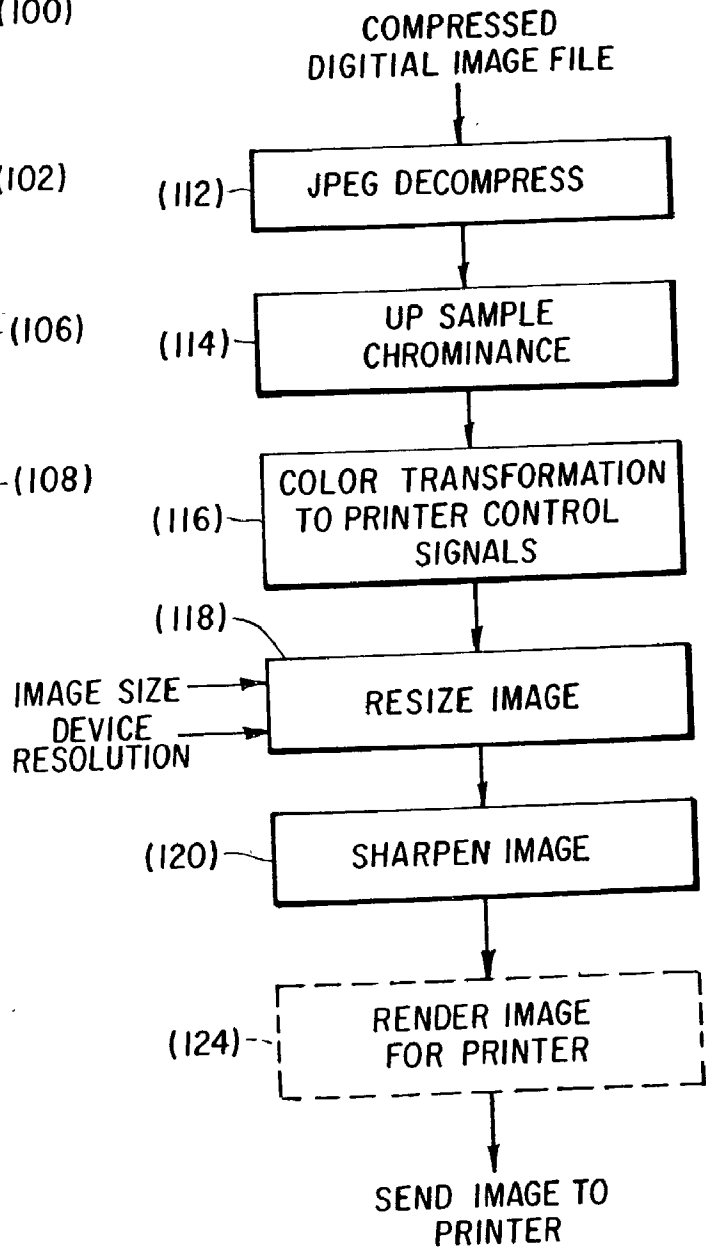 (100)
COMPRESSED
DIGITIAL IMAGE FILE
(102)
(112)
JPEG DECOMPRESS
(106)
(114)
UP SAMPLE
CHROMINANCE
(108)
(116)
COLOR TRANSFORMATION
TO PRINTER CONTROL
SIGNALS
(118)
IMAGE SIZE
DEVICE
RESOLUTION
RESIZE IMAGE
(120)
SHARPEN IMAGE
(124)
RENDER IMAGE
FOR PRINTER
SEND IMAGE TO
PRINTER